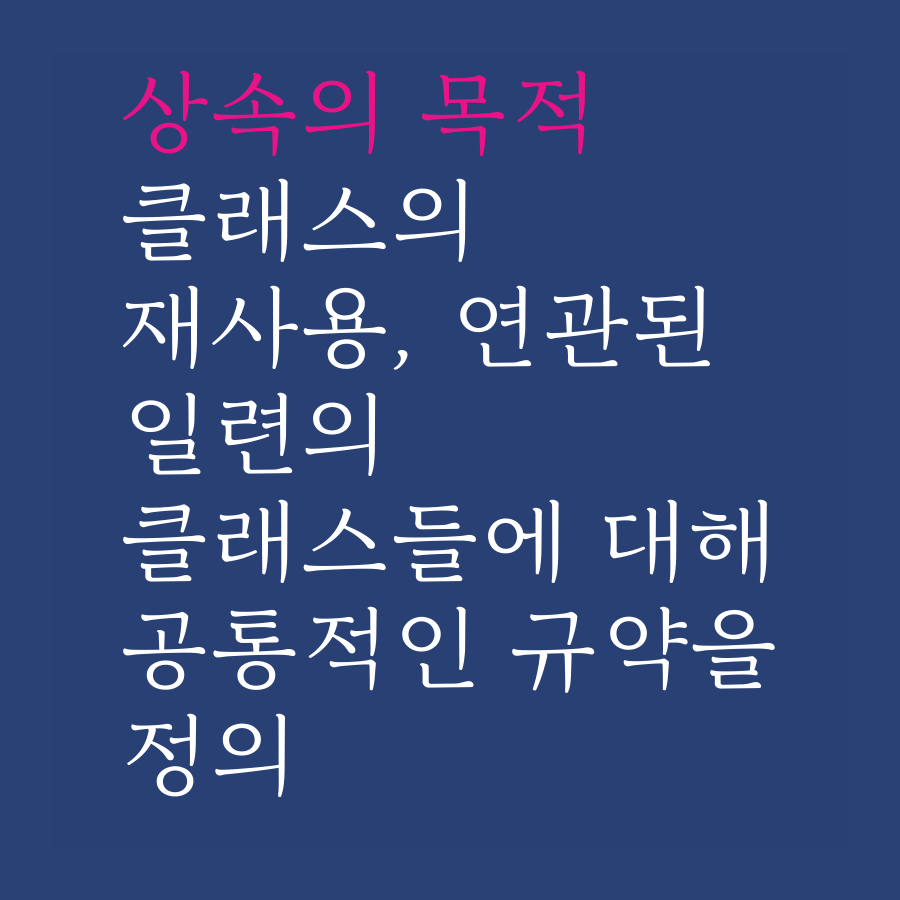 상속의 목적
클래스의
재사용, 연관된
일련의
클래스들에 대해
공통적인 규약을
정의